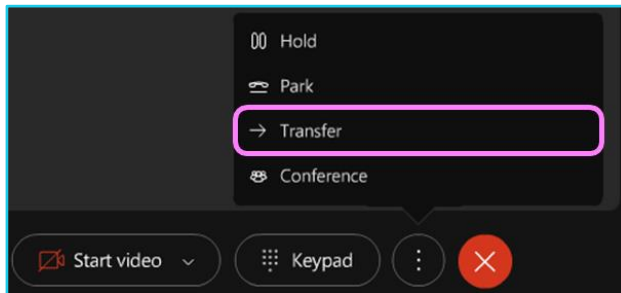 Hold
Park
Transfer
Conference
Start video
Keypad